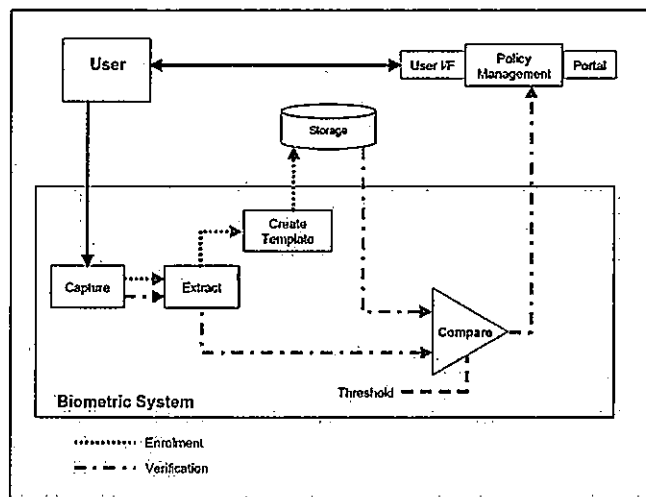 User
User I/F
Policy
Management
Portal
Storage
Create
Template
Capture
Extract
Compare
Threshold
Biometric System
Enrolment
Verification